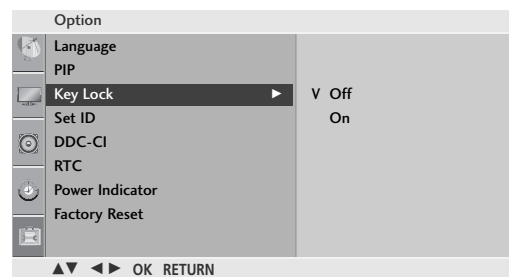 Option
Language
PIP
Key Lock ►
V Off
On
Set ID
DDC-CI
RTC
Power Indicator
Factory Reset
▲▼ ◄► OK RETURN